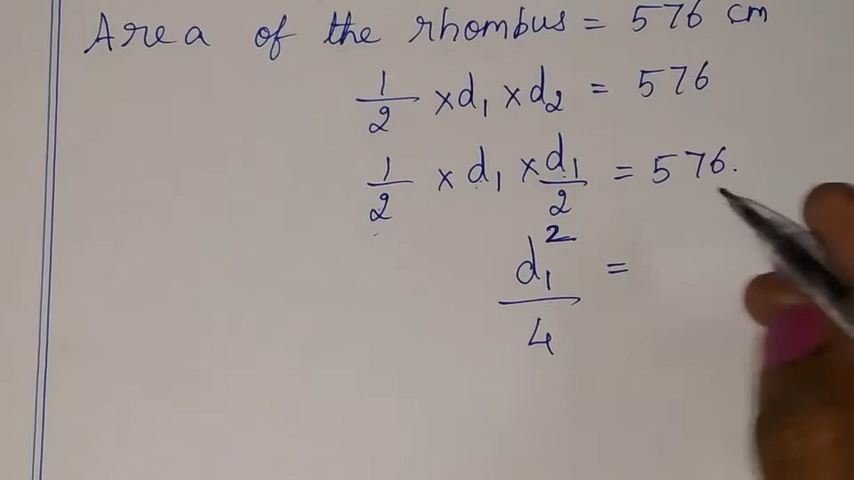 Area of the rhombus = 576 cm
1/2 × d₁ × d₂ = 576
1/2 × d₁ × d₁/2 = 576.
d₁²/4 =